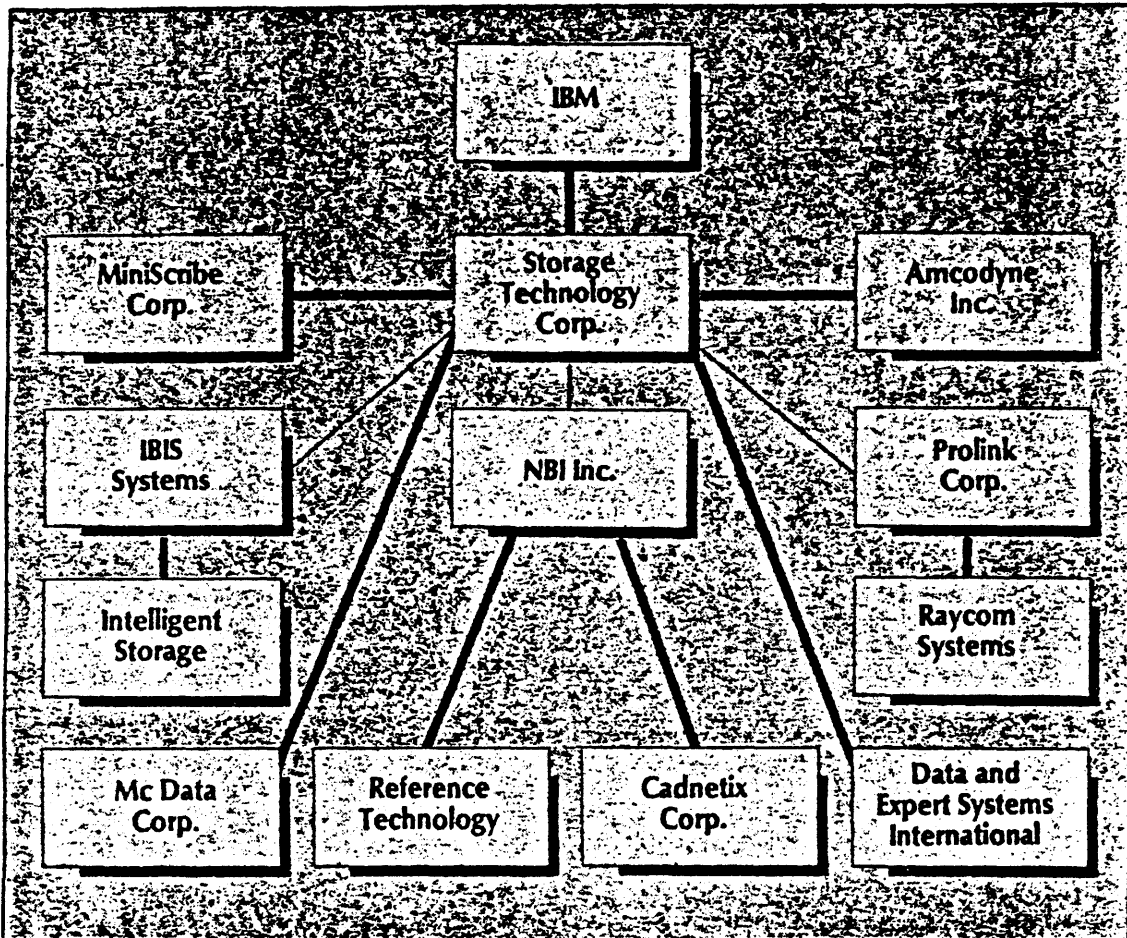 IBM
MiniScribe
Corp.
Storage
Technology
Corp.
Amcodyne
Inc.
IBIS
Systems
NBI Inc.
Prolink
Corp.
Intelligent
Storage
Raycom
Systems
Mc Data
Corp.
Reference
Technology
Cadnetix
Corp.
Data and
Expert Systems
International